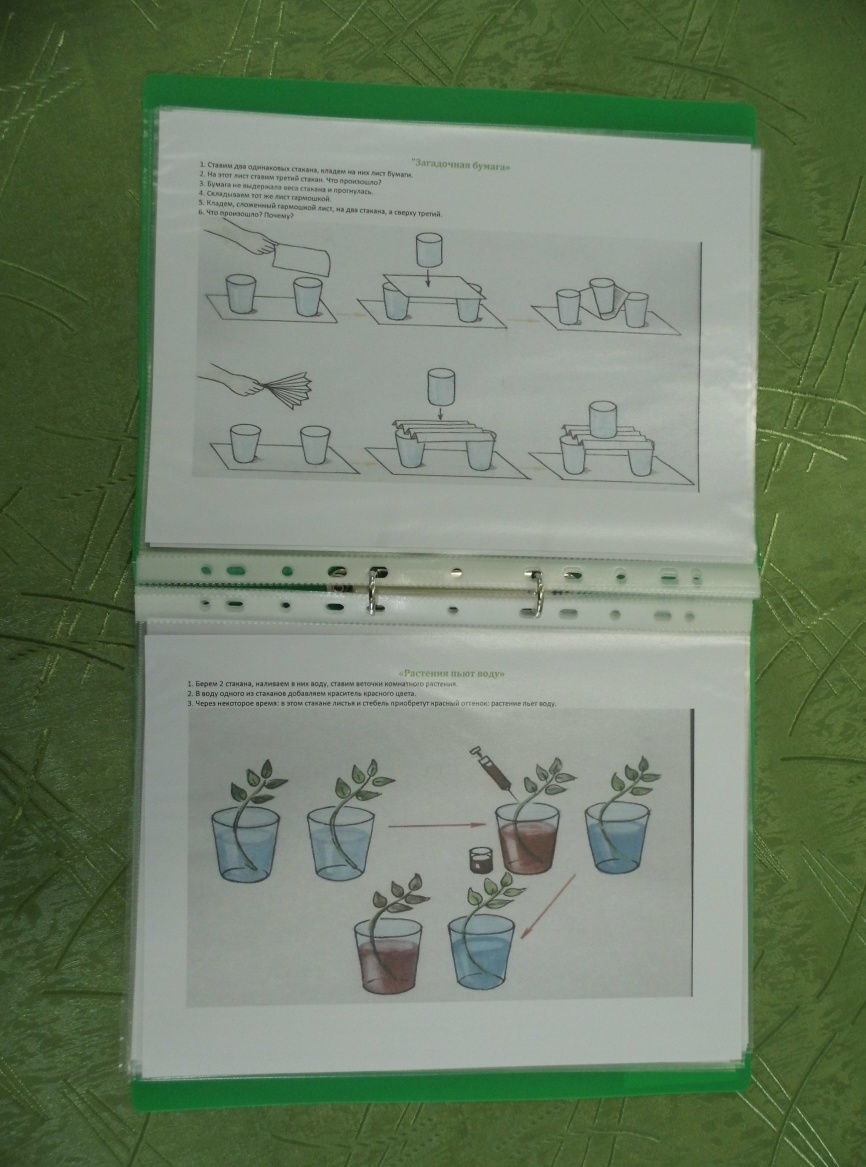 "Загадочная бумага»
1. Ставим два одинаковых стакана, кладем на них лист бумаги.
2. На этот лист ставим третий стакан. Что произошло?
3. Бумага не выдержала веса стакана и прогнулась.
4. Складываем тот же лист гармошкой.
5. Кладем, сложенный гармошкой лист, на два стакана, а сверху третий.
6. Что произошло? Почему?
«Растения пьют воду»
1. Берем 2 стакана, наливаем в них воду, ставим веточки комнатного растения.
2. В воду одного из стаканов добавляем краситель красного цвета.
3. Через некоторое время: в этом стакане листья и стебель приобретут красный оттенок: растение пьет воду.